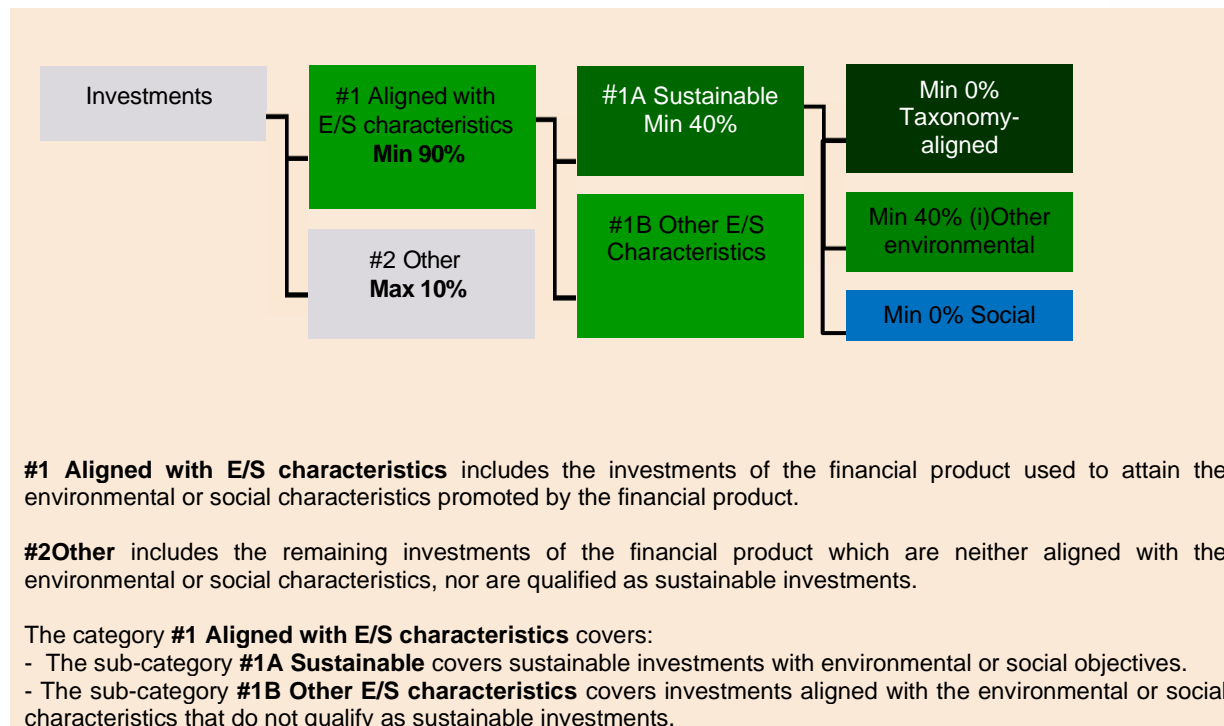 Investments
#1 Aligned with
E/S characteristics
Min 90%
#2 Other
Max 10%
#1A Sustainable
Min 40%
#1B Other E/S
Characteristics
Min 0%
Taxonomy-
aligned
Min 40% (i)Other
environmental
Min 0% Social
#1 Aligned with E/S characteristics includes the investments of the financial product used to attain the
environmental or social characteristics promoted by the financial product.
#2Other includes the remaining investments of the financial product which are neither aligned with the
environmental or social characteristics, nor are qualified as sustainable investments.
The category #1 Aligned with E/S characteristics covers:
- The sub-category #1A Sustainable covers sustainable investments with environmental or social objectives.
- The sub-category #1B Other E/S characteristics covers investments aligned with the environmental or social
characteristics that do not qualify as sustainable investments.